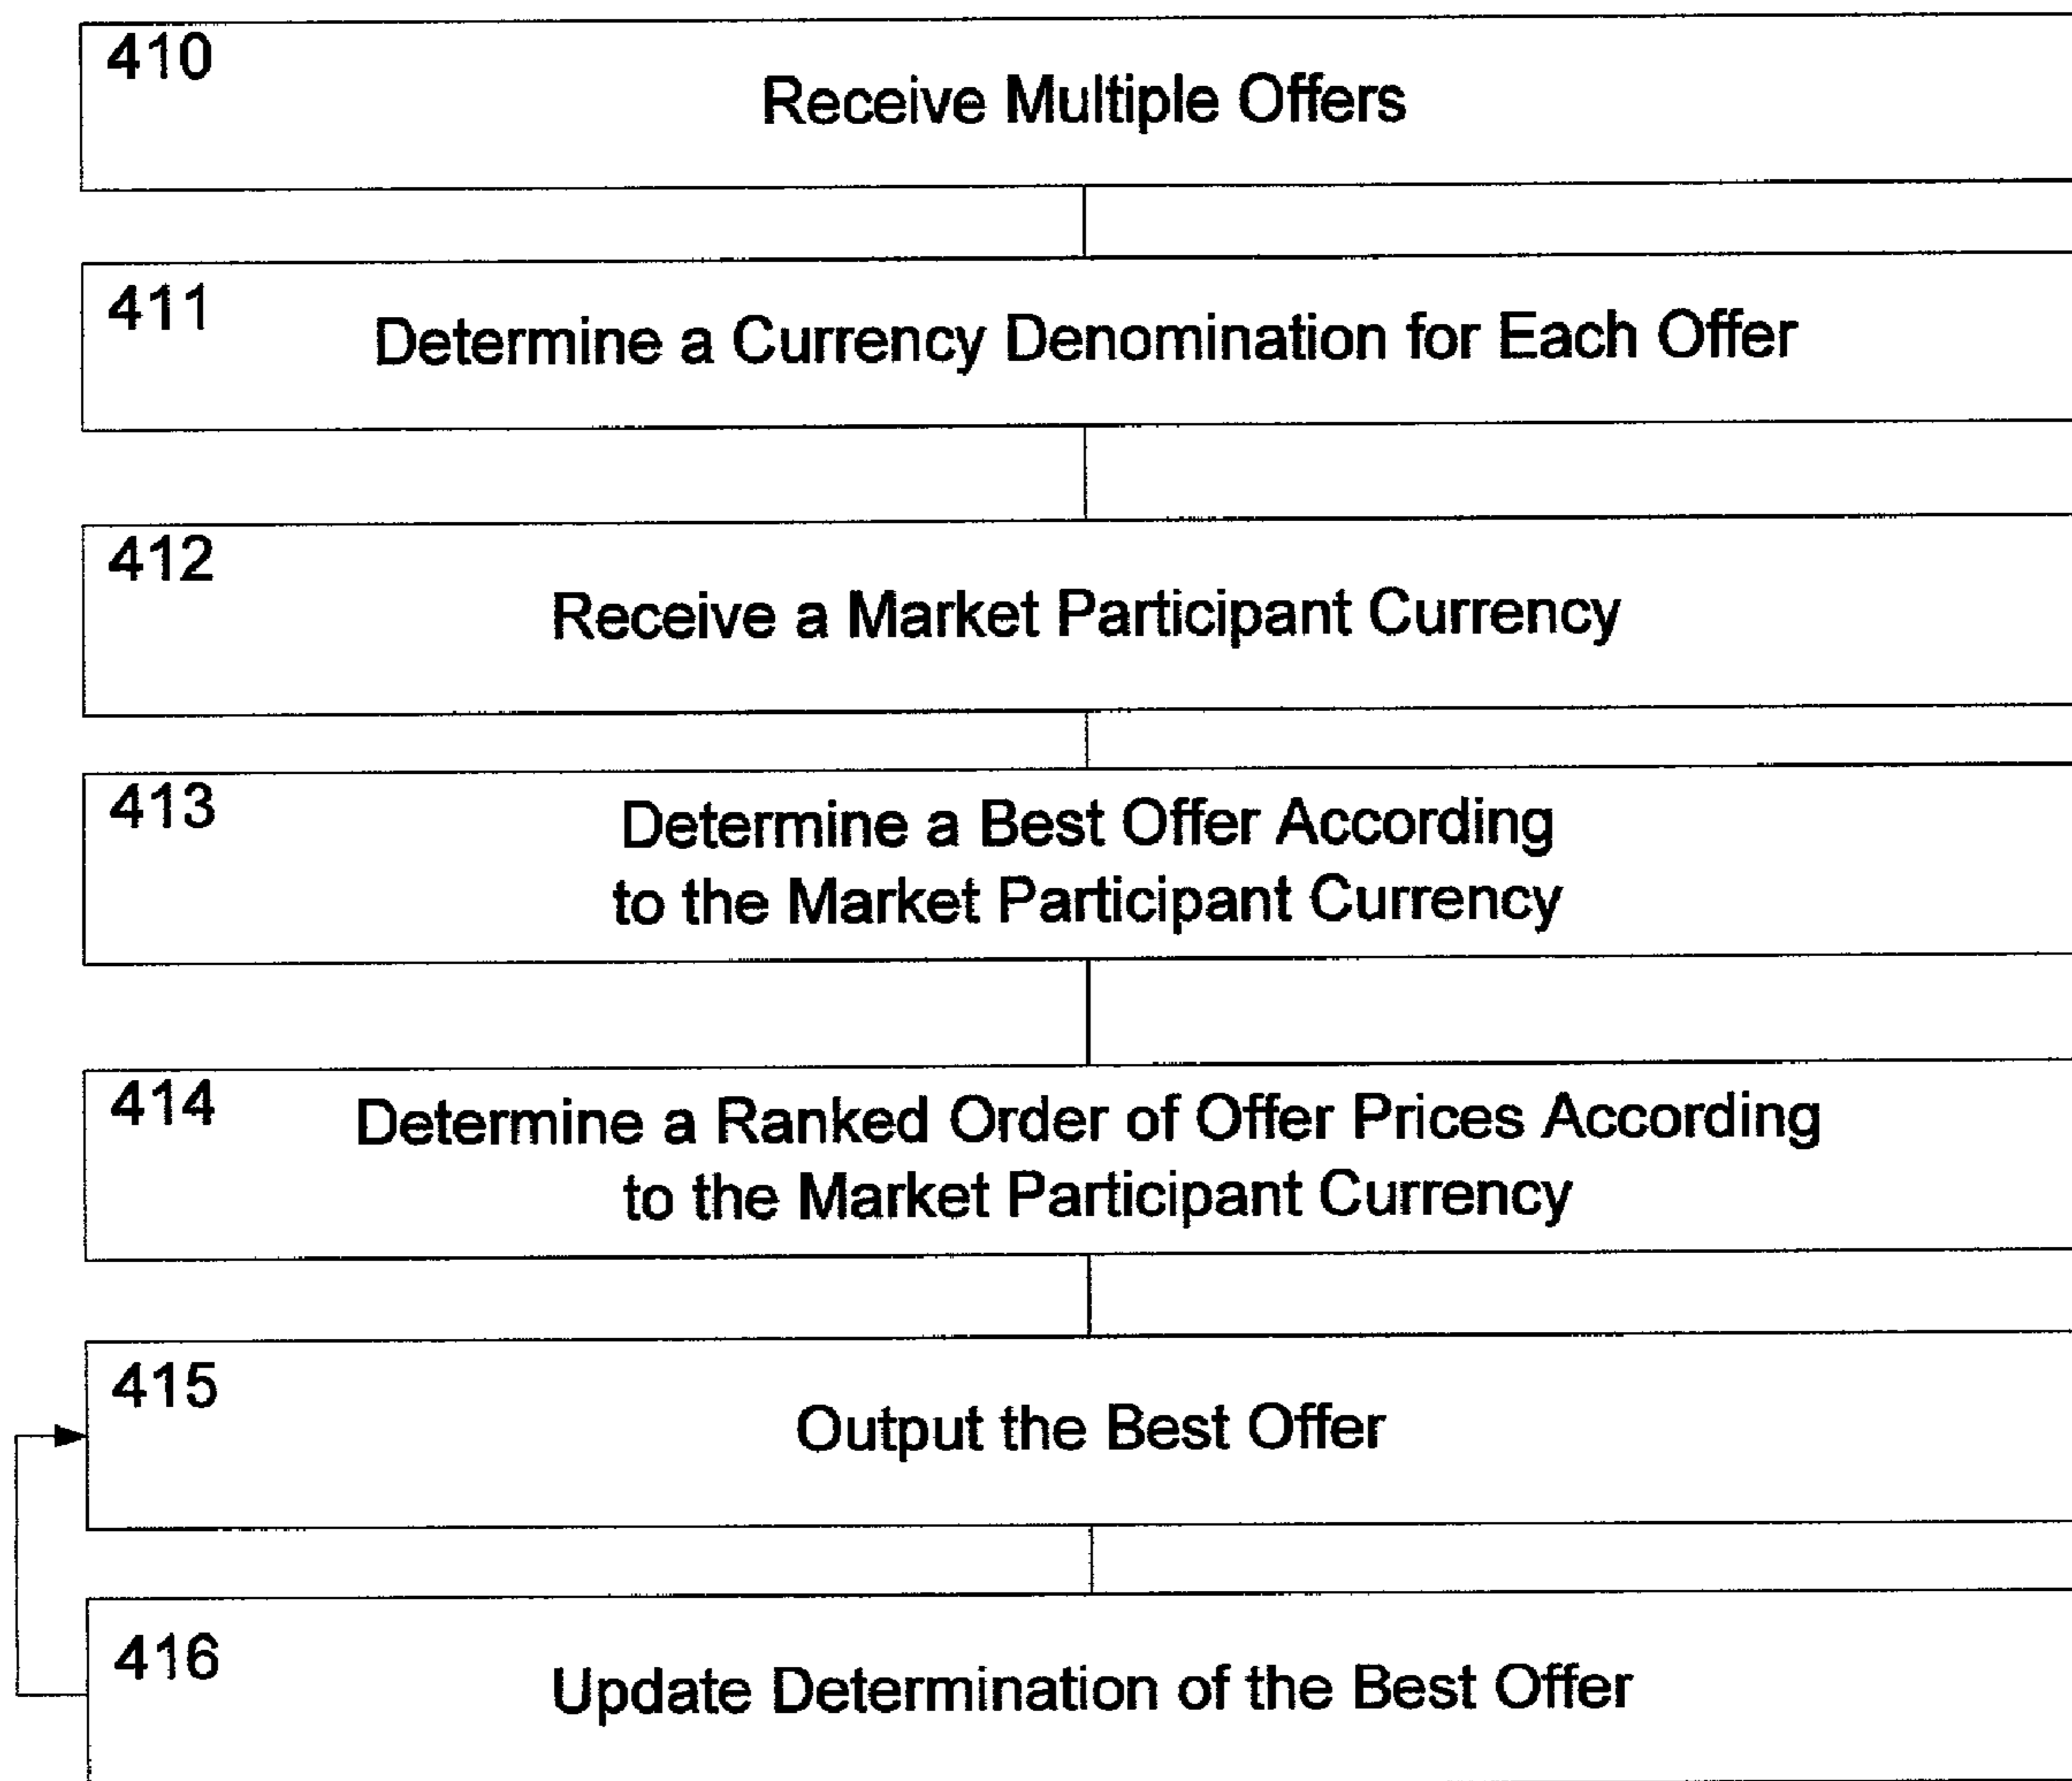 410
Receive Multiple Offers
411
Determine a Currency Denomination for Each Offer
412
Receive a Market Participant Currency
413
Determine a Best Offer According
to the Market Participant Currency
414
Determine a Ranked Order of Offer Prices According
to the Market Participant Currency
415
Output the Best Offer
416
Update Determination of the Best Offer